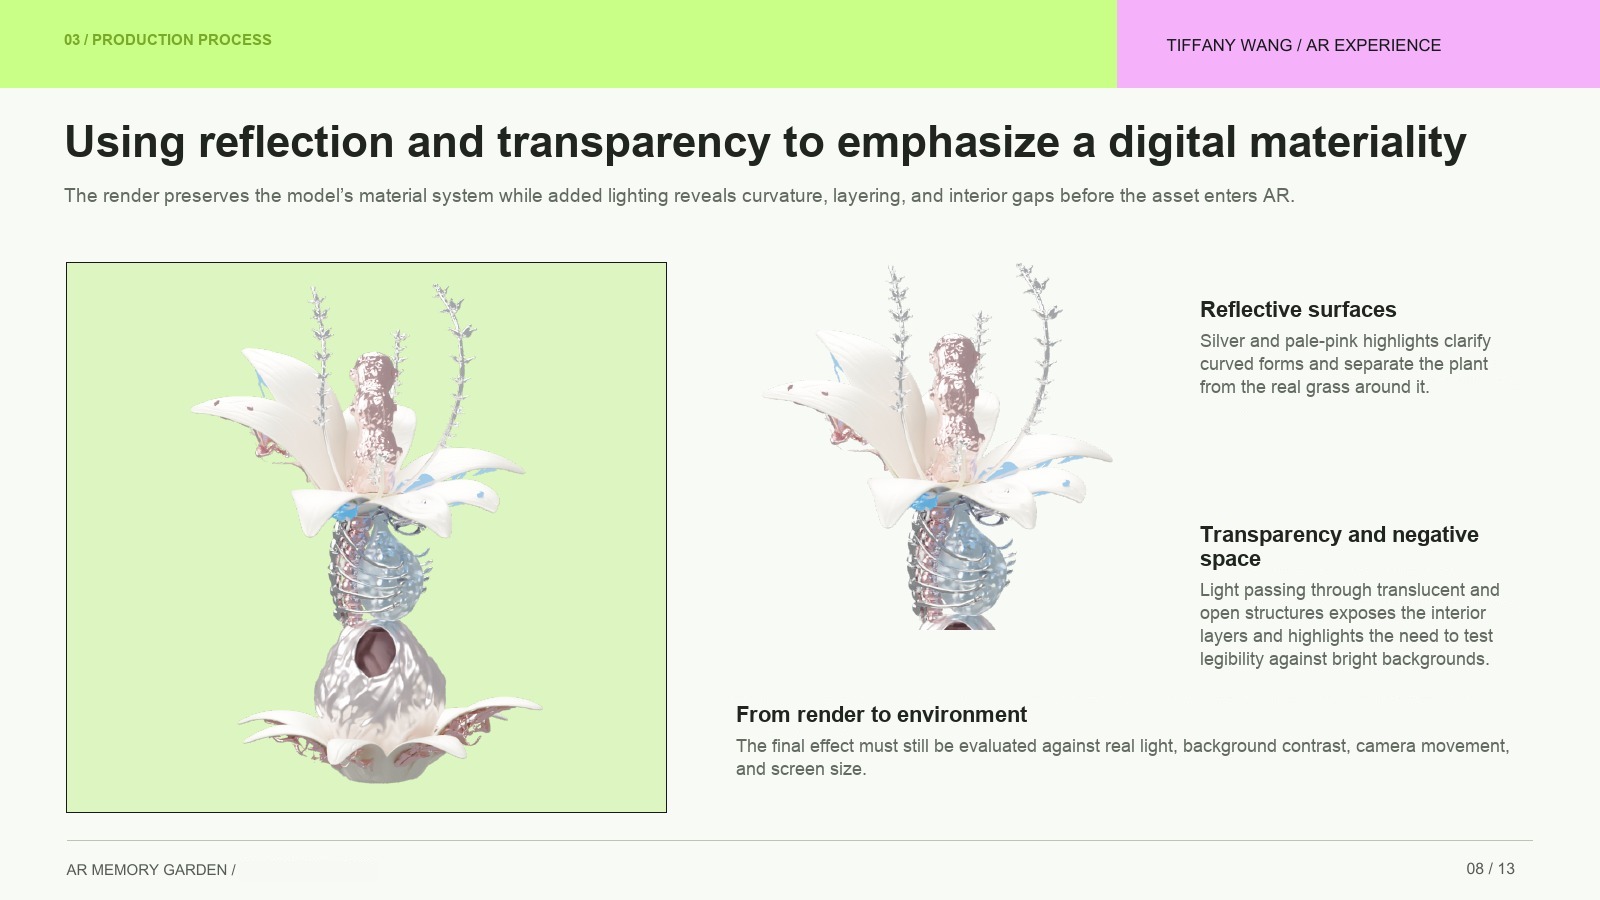 03 / PRODUCTION PROCESS
TIFFANY WANG / AR EXPERIENCE
Using reflection and transparency to emphasize a digital materiality
The render preserves the model’s material system while added lighting reveals curvature, layering, and interior gaps before the asset enters AR.
Reflective surfaces
Silver and pale-pink highlights clarify
curved forms and separate the plant
from the real grass around it.
Transparency and negative
space
Light passing through translucent and
open structures exposes the interior
layers and highlights the need to test
legibility against bright backgrounds.
From render to environment
The final effect must still be evaluated against real light, background contrast, camera movement,
and screen size.
AR MEMORY GARDEN /
08 / 13